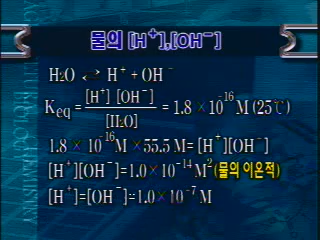 물의 [H⁺],[OH⁻]
H₂O ⇄ H⁺ + OH⁻
Keq = [H⁺] [OH⁻] / [H₂O] = 1.8 × 10⁻¹⁶ M (25℃)
1.8 × 10⁻¹⁶M × 55.5 M = [H⁺][OH⁻]
[H⁺][OH⁻]=1.0×10⁻¹⁴ M² (물의 이온적)
[H⁺]=[OH⁻]=1.0×10⁻⁷ M